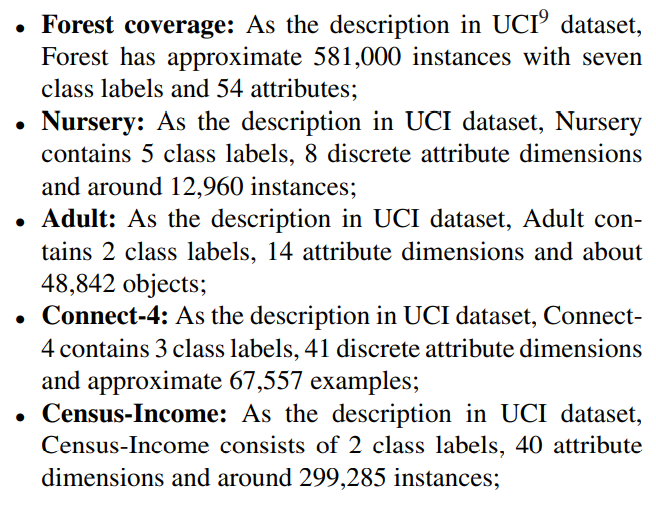 • Forest coverage: As the description in UCI⁹ dataset,
Forest has approximate 581,000 instances with seven
class labels and 54 attributes;
• Nursery: As the description in UCI dataset, Nursery
contains 5 class labels, 8 discrete attribute dimensions
and around 12,960 instances;
• Adult: As the description in UCI dataset, Adult con-
tains 2 class labels, 14 attribute dimensions and about
48,842 objects;
• Connect-4: As the description in UCI dataset, Connect-
4 contains 3 class labels, 41 discrete attribute dimensions
and approximate 67,557 examples;
• Census-Income: As the description in UCI dataset,
Census-Income consists of 2 class labels, 40 attribute
dimensions and around 299,285 instances;